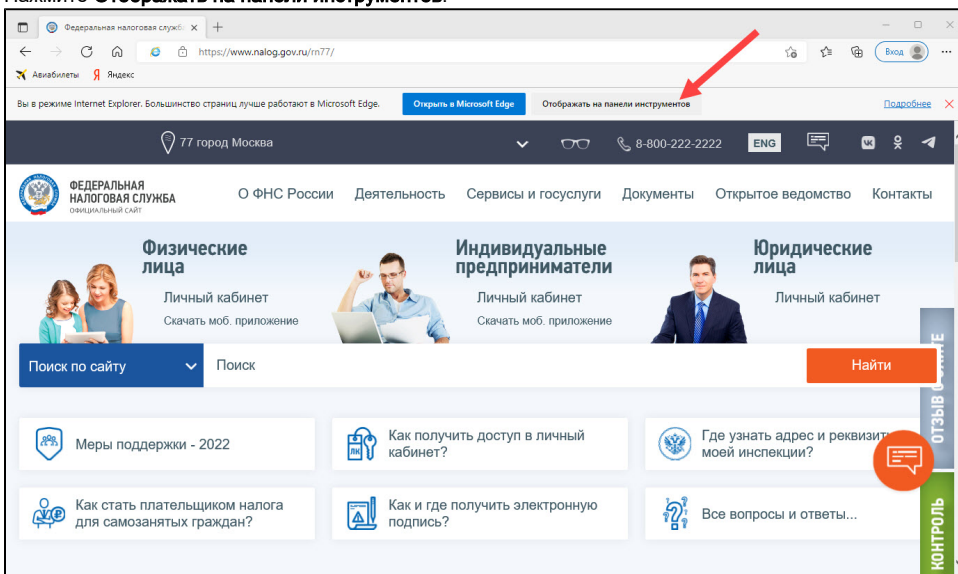 Нажмите Отображать на панели инструментов.
Федеральная налоговая служб
https://www.nalog.gov.ru/rn77/
Вход
Авиабилеты Я Яндекс
Вы в режиме Internet Explorer. Большинство страниц лучше работают в Microsoft Edge. Открыть в Microsoft Edge Отображать на панели инструментов Подробнее
77 город Москва 8-800-222-2222 ENG
ФЕДЕРАЛЬНАЯ
НАЛОГОВАЯ СЛУЖБА
ОФИЦИАЛЬНЫЙ САЙТ
О ФНС России Деятельность Сервисы и госуслуги Документы Открытое ведомство Контакты
Физические
лица
Личный кабинет
Скачать моб. приложение
Индивидуальные
предприниматели
Личный кабинет
Скачать моб. приложение
Юридические
лица
Личный кабинет
Поиск по сайту Поиск Найти
Меры поддержки - 2022
Как получить доступ в личный
кабинет?
Где узнать адрес и реквизиты
моей инспекции?
Как стать плательщиком налога
для самозанятых граждан?
Как и где получить электронную
подпись?
Все вопросы и ответы...
ОТЗЫВ О САЙТЕ
КОНТРОЛЬ